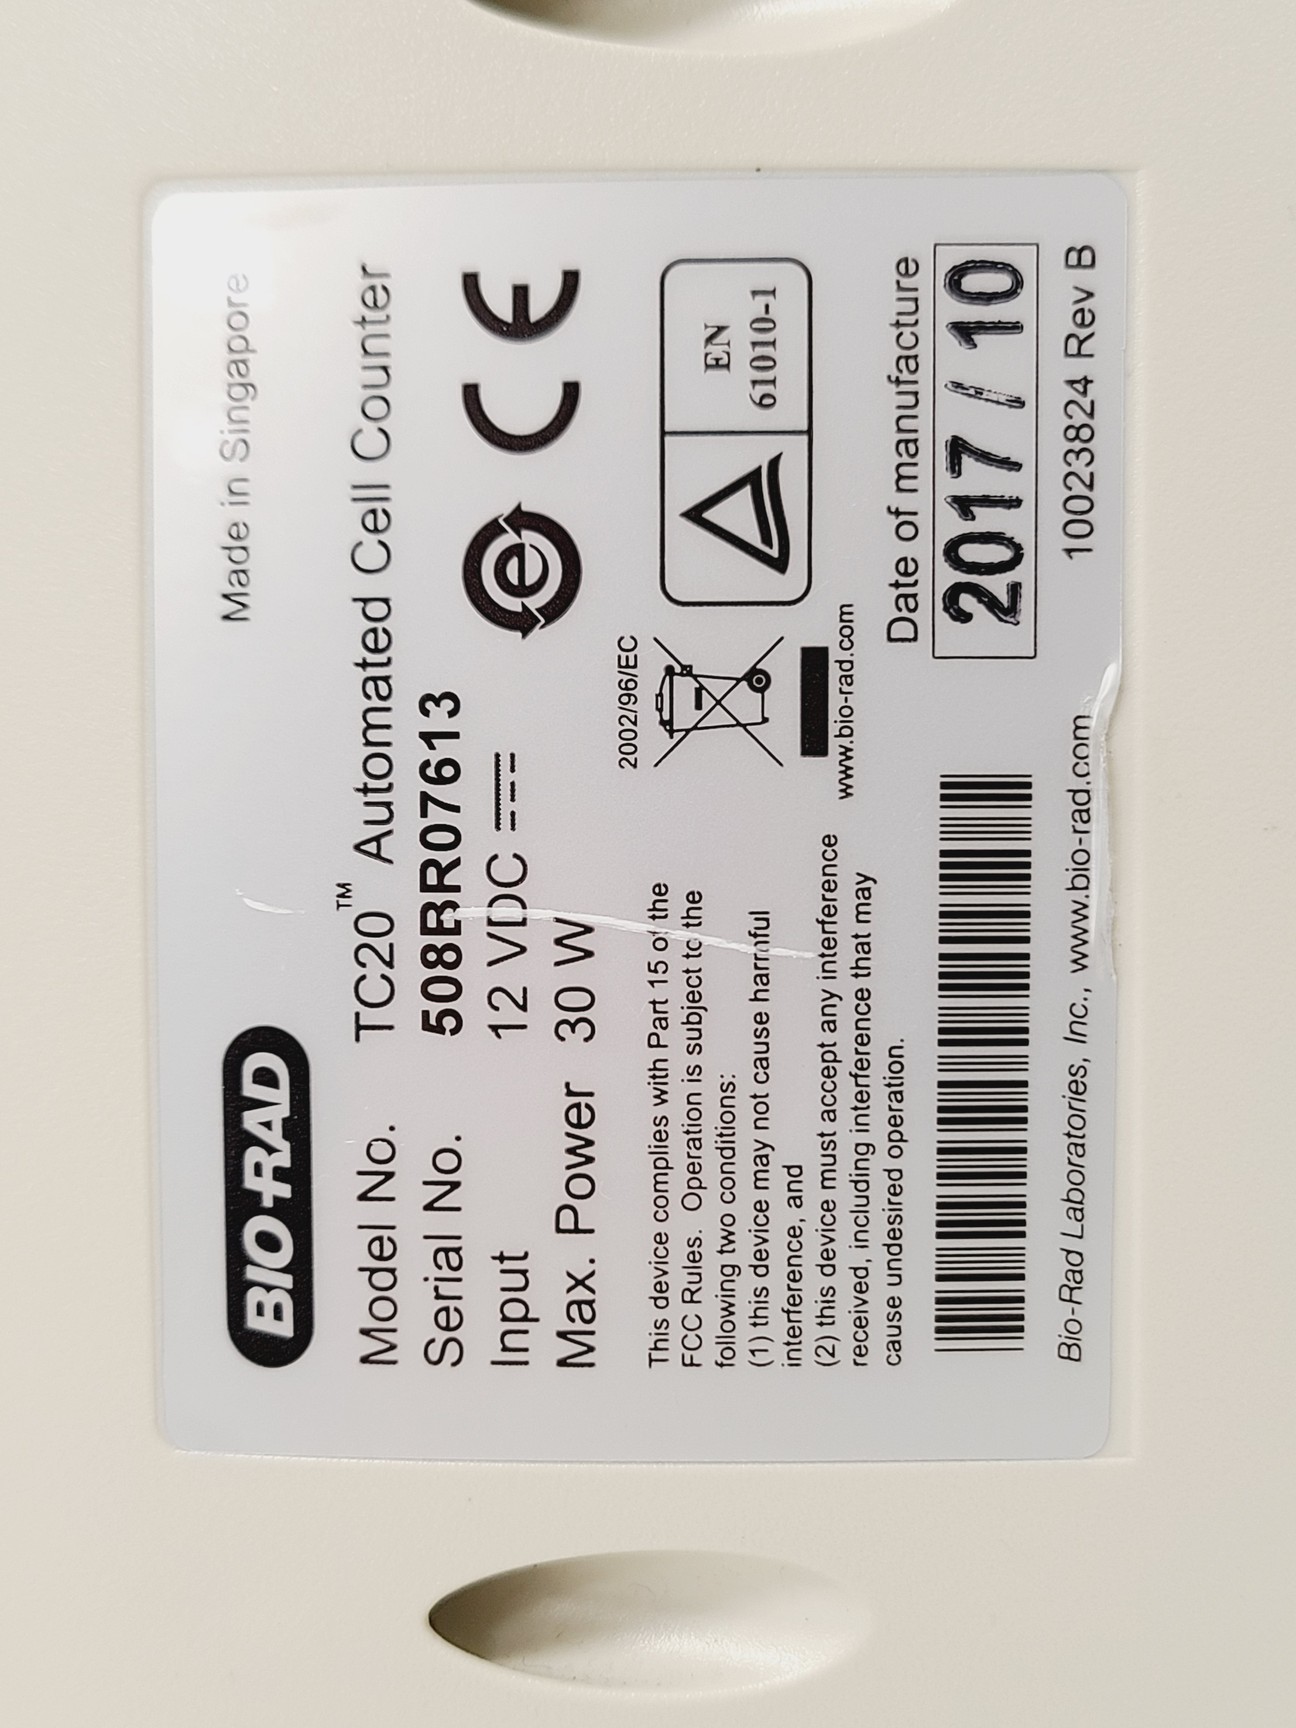 BIO-RAD
Made in Singapore
Model No. TC20™ Automated Cell Counter
Serial No. 508BR07613
Input 12 VDC
Max. Power 30 W
e
CE
This device complies with Part 15 of the
FCC Rules. Operation is subject to the
following two conditions:
(1) this device may not cause harmful
interference, and
(2) this device must accept any interference
received, including interference that may
cause undesired operation.
2002/96/EC
www.bio-rad.com
EN
61010-1
Date of manufacture
2017 / 10
Bio-Rad Laboratories, Inc., www.bio-rad.com
10023824 Rev B